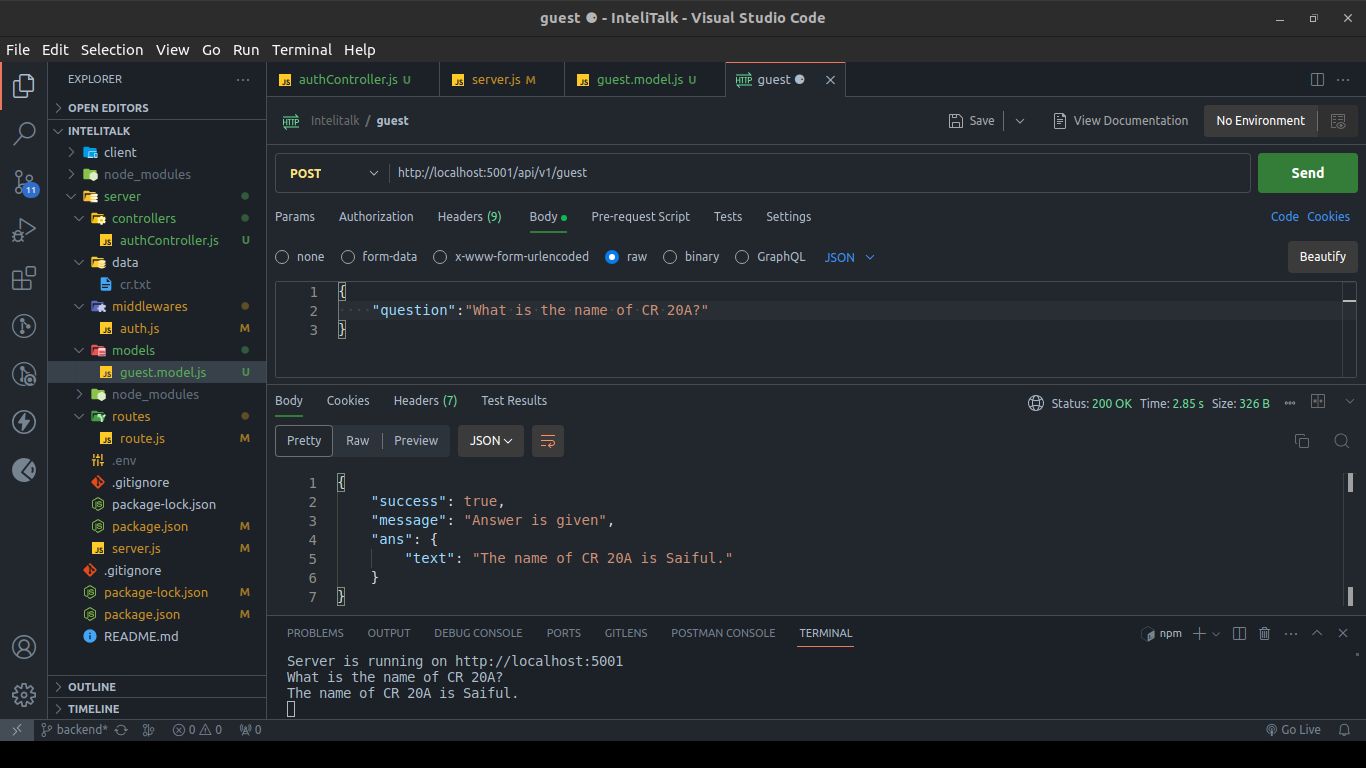 guest ● - InteliTalk - Visual Studio Code
File Edit Selection View Go Run Terminal Help
EXPLORER
OPEN EDITORS
INTELITALK
client
node_modules
server
controllers
authController.js U
data
cr.txt
middlewares
auth.js M
models
guest.model.js U
node_modules
routes
route.js M
.env
.gitignore
package-lock.json
package.json M
server.js M
.gitignore
package-lock.json M
package.json M
README.md
OUTLINE
TIMELINE
11
authController.js U server.js M guest.model.js U HTTP guest ●
HTTP Intelitalk / guest Save View Documentation No Environment
POST http://localhost:5001/api/v1/guest Send
Params Authorization Headers (9) Body Pre-request Script Tests Settings Code Cookies
none form-data x-www-form-urlencoded raw binary GraphQL JSON Beautify
1 {
2 "question":"What is the name of CR 20A?"
3 }
Body Cookies Headers (7) Test Results Status: 200 OK Time: 2.85 s Size: 326 B
Pretty Raw Preview JSON
1 {
2 "success": true,
3 "message": "Answer is given",
4 "ans": {
5 "text": "The name of CR 20A is Saiful."
6 }
7 }
PROBLEMS OUTPUT DEBUG CONSOLE PORTS GITLENS POSTMAN CONSOLE TERMINAL npm
Server is running on http://localhost:5001
What is the name of CR 20A?
The name of CR 20A is Saiful.
backend* 0 0 0 Go Live